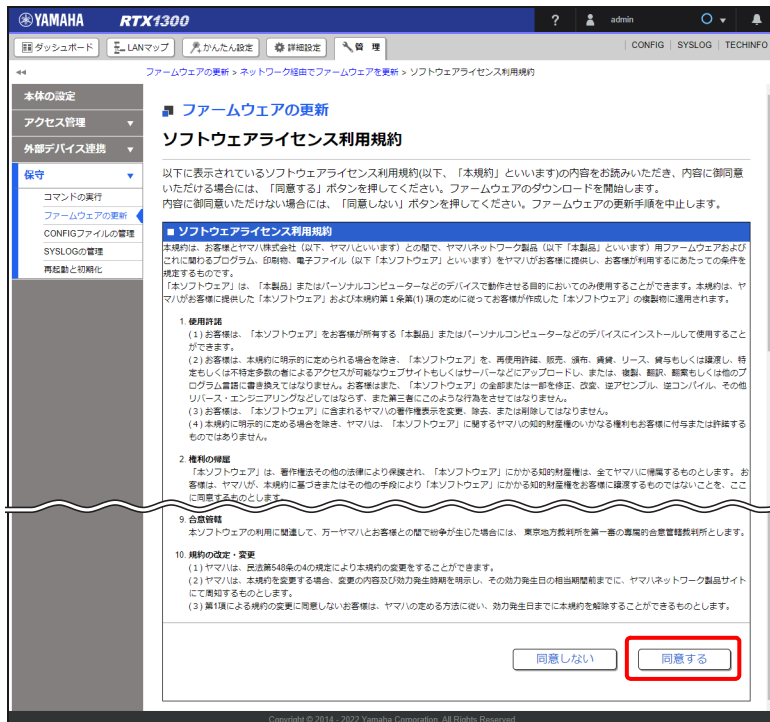 YAMAHA RTX1300 ? admin
ダッシュボード LANマップ かんたん設定 詳細設定 管 理 CONFIG SYSLOG TECHINFO
ファームウェアの更新 > ネットワーク経由でファームウェアを更新 > ソフトウェアライセンス利用規約
本体の設定
アクセス管理
外部デバイス連携
保守
コマンドの実行
ファームウェアの更新
CONFIGファイルの管理
SYSLOGの管理
再起動と初期化
ファームウェアの更新
ソフトウェアライセンス利用規約
以下に表示されているソフトウェアライセンス利用規約(以下、「本規約」といいます)の内容をお読みいただき、内容に御同意
いただける場合には、「同意する」ボタンを押してください。ファームウェアのダウンロードを開始します。
内容に御同意いただけない場合には、「同意しない」ボタンを押してください。ファームウェアの更新手順を中止します。
■ ソフトウェアライセンス利用規約
本規約は、お客様とヤマハ株式会社（以下、ヤマハといいます）との間で、ヤマハネットワーク製品（以下「本製品」といいます）用ファームウェアおよび
これに関わるプログラム、印刷物、電子ファイル（以下「本ソフトウェア」といいます）をヤマハがお客様に提供し、お客様が利用するにあたっての条件を
規定するものです。
「本ソフトウェア」は、「本製品」またはパーソナルコンピューターなどのデバイスで動作させる目的においてのみ使用することができます。本規約は、ヤ
マハがお客様に提供した「本ソフトウェア」および本規約第１条第(1) 項の定めに従ってお客様が作成した「本ソフトウェア」の複製物に適用されます。
1. 使用許諾
(１) お客様は、「本ソフトウェア」をお客様が所有する「本製品」またはパーソナルコンピューターなどのデバイスにインストールして使用すること
ができます。
(２) お客様は、本規約に明示的に定められる場合を除き、「本ソフトウェア」を、再使用許諾、販売、頒布、賃貸、リース、貸与もしくは譲渡し、特
定もしくは不特定多数の者によるアクセスが可能なウェブサイトもしくはサーバーなどにアップロードし、または、複製、翻訳、翻案もしくは他のプ
ログラム言語に書き換えてはなりません。お客様はまた、「本ソフトウェア」の全部または一部を修正、改変、逆アセンブル、逆コンパイル、その他
リバース・エンジニアリングなどしてはならず、また第三者にこのような行為をさせてはなりません。
(３) お客様は、「本ソフトウェア」に含まれるヤマハの著作権表示を変更、除去、または削除してはなりません。
(４) 本規約に明示的に定める場合を除き、ヤマハは、「本ソフトウェア」に関するヤマハの知的財産権のいかなる権利もお客様に付与または許諾する
ものではありません。
2. 権利の帰属
「本ソフトウェア」は、著作権法その他の法律により保護され、「本ソフトウェア」にかかる知的財産権は、全てヤマハに帰属するものとします。お
客様は、ヤマハが、本規約に基づきまたはその他の手段により「本ソフトウェア」にかかる知的財産権をお客様に譲渡するものではないことを、ここ
に同意するものとします。
9. 合意管轄
本ソフトウェアの利用に関連して、万一ヤマハとお客様との間で紛争が生じた場合には、東京地方裁判所を第一審の専属的合意管轄裁判所とします。
10. 規約の改定・変更
(１) ヤマハは、民法第548条の4の規定により本規約の変更をすることができます。
(２) ヤマハは、本規約を変更する場合、変更の内容及び効力発生時期を明示し、その効力発生日の相当期間前までに、ヤマハネットワーク製品サイト
にて周知するものとします。
(３) 第1項による規約の変更に同意しないお客様は、ヤマハの定める方法に従い、効力発生日までに本規約を解除することができるものとします。
同意しない 同意する
Copyright © 2014 - 2022 Yamaha Corporation. All Rights Reserved.